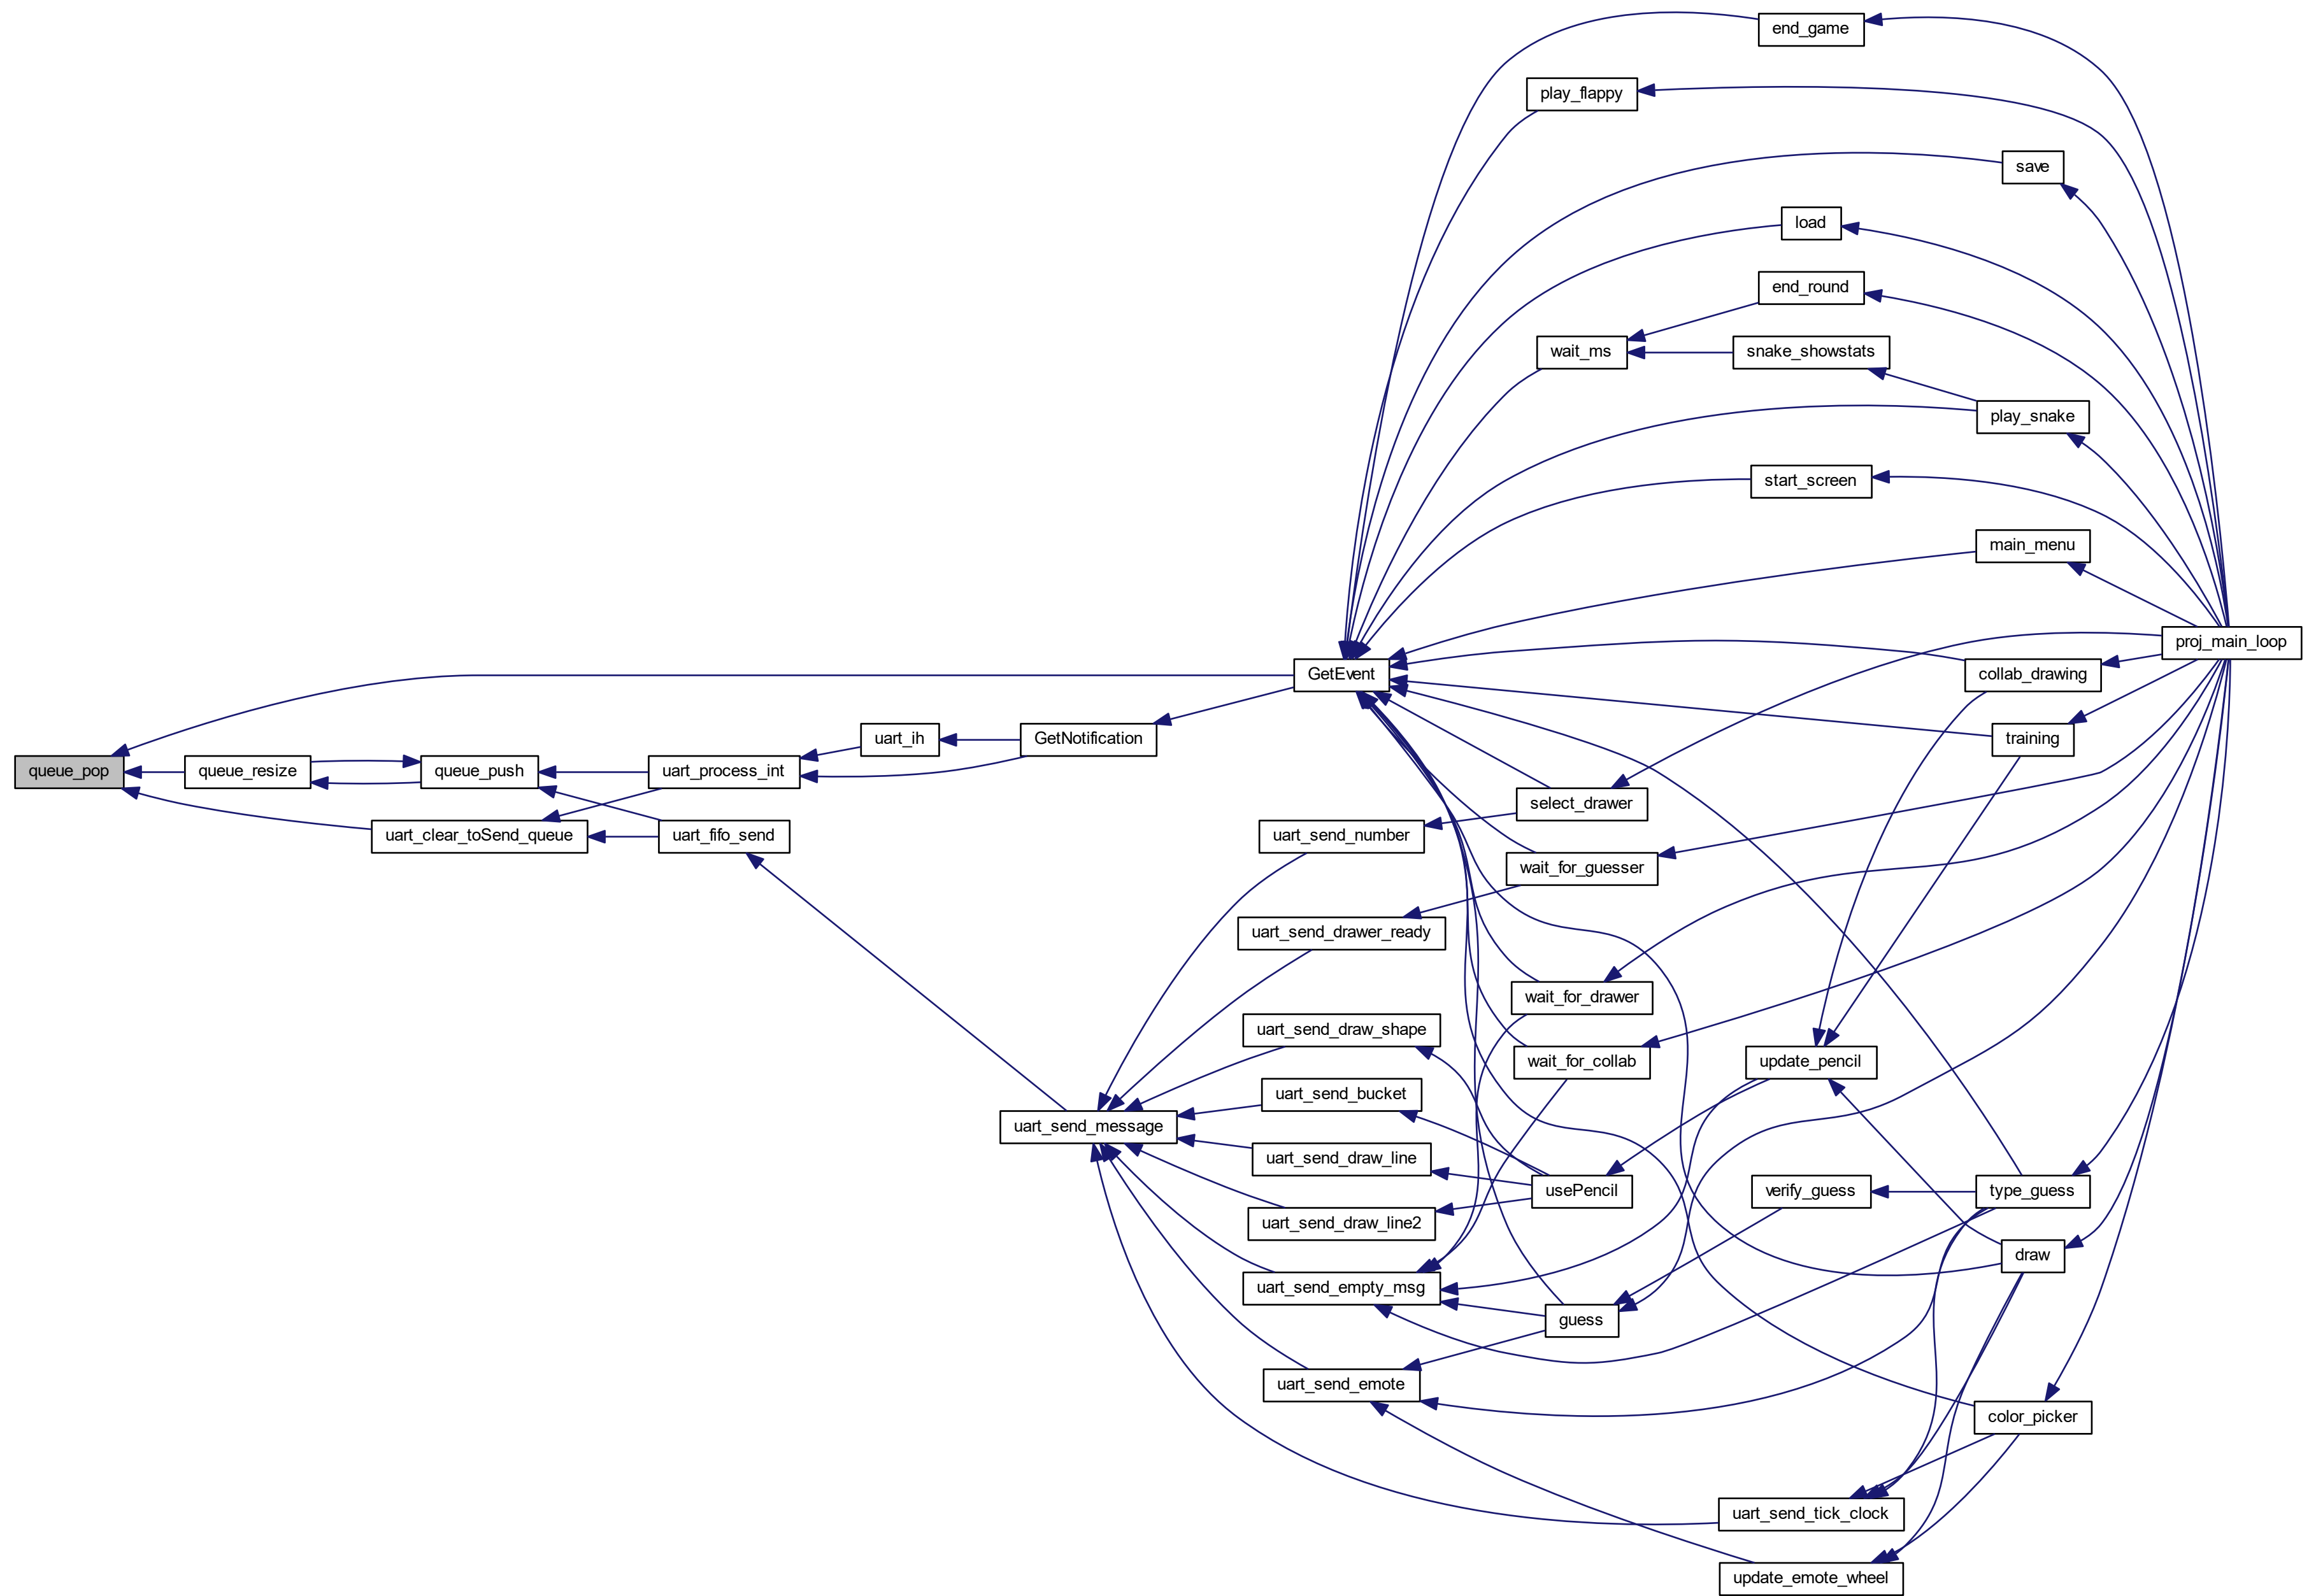 end_game
play_flappy
save
load
end_round
wait_ms
snake_showstats
play_snake
start_screen
main_menu
proj_main_loop
GetEvent
collab_drawing
uart_ih
GetNotification
training
queue_pop
queue_resize
queue_push
uart_process_int
select_drawer
uart_clear_toSend_queue
uart_fifo_send
uart_send_number
wait_for_guesser
uart_send_drawer_ready
wait_for_drawer
uart_send_draw_shape
wait_for_collab
update_pencil
uart_send_bucket
uart_send_message
uart_send_draw_line
usePencil
verify_guess
type_guess
uart_send_draw_line2
draw
uart_send_empty_msg
guess
uart_send_emote
color_picker
uart_send_tick_clock
update_emote_wheel